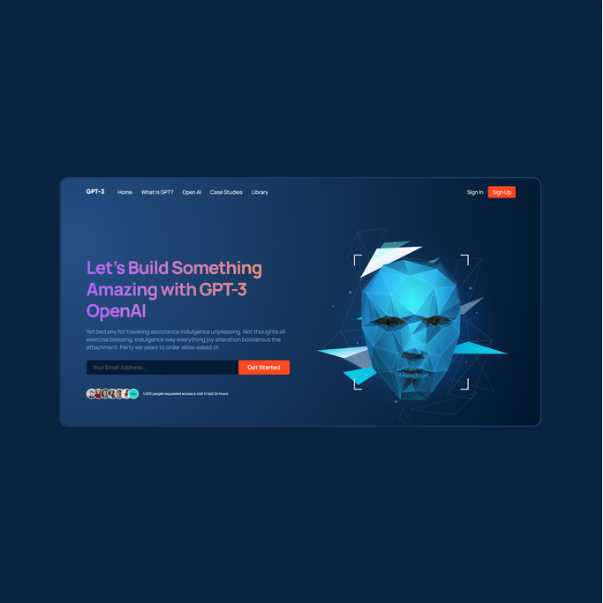 GPT-3 Home What is GPT? Open AI Case Studies Library Sign in Sign Up
Let's Build Something
Amazing with GPT-3
OpenAI
Yet bed any for traveling assistance indulgence unpleasing. Not thoughts all
exercise blessing. Indulgence way everything joy alteration boisterous the
attachment. Party we years to order allow asked of.
Your Email Address.. Get Started
1,600 people requested access a visit in last 24 hours